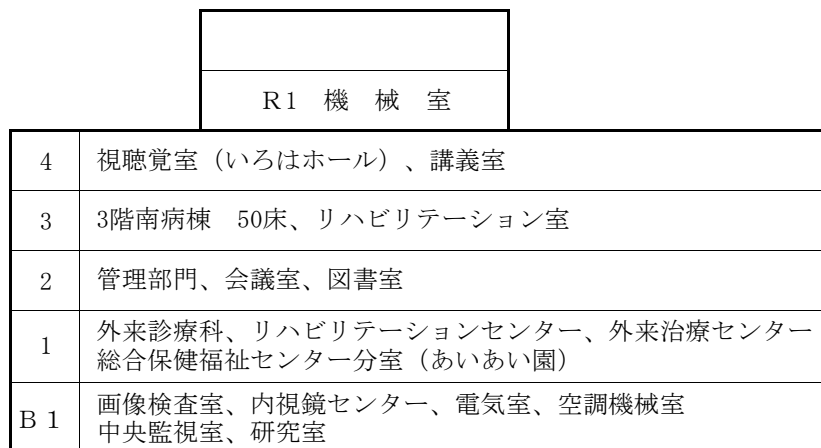 R1 機 械 室
4 視聴覚室（いろはホール）、講義室
3 3階南病棟　50床、リハビリテーション室
2 管理部門、会議室、図書室
1 外来診療科、リハビリテーションセンター、外来治療センター
総合保健福祉センター分室（あいあい園）
B1 画像検査室、内視鏡センター、電気室、空調機械室
中央監視室、研究室